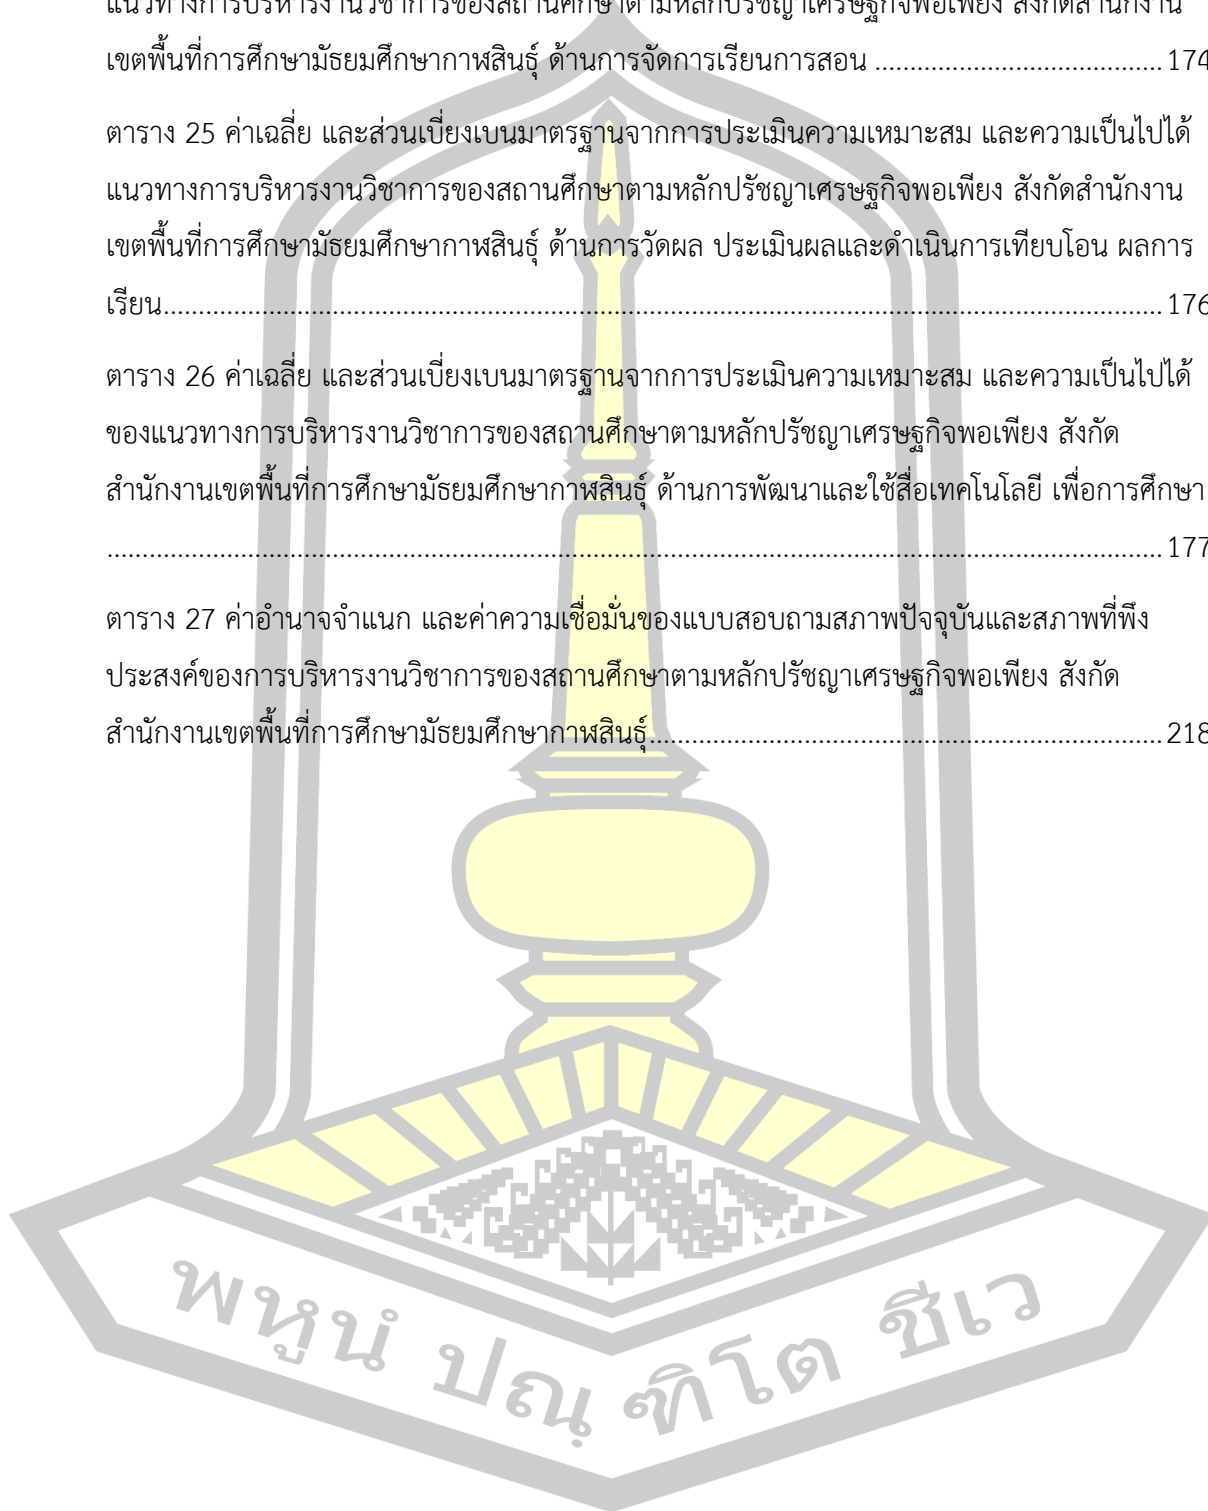 แนวทางการบริหารงานวิชาการของสถานศึกษาตามหลักปรัชญาเศรษฐกิจพอเพียง สังกัดสำนักงาน
เขตพื้นที่การศึกษามัธยมศึกษากาฬสินธุ์ ด้านการจัดการเรียนการสอน ......................................... 174
ตาราง 25 ค่าเฉลี่ย และส่วนเบี่ยงเบนมาตรฐานจากการประเมินความเหมาะสม และความเป็นไปได้
แนวทางการบริหารงานวิชาการของสถานศึกษาตามหลักปรัชญาเศรษฐกิจพอเพียง สังกัดสำนักงาน
เขตพื้นที่การศึกษามัธยมศึกษากาฬสินธุ์ ด้านการวัดผล ประเมินผลและดำเนินการเทียบโอน ผลการ
เรียน............................................................................................................................................... 176
ตาราง 26 ค่าเฉลี่ย และส่วนเบี่ยงเบนมาตรฐานจากการประเมินความเหมาะสม และความเป็นไปได้
ของแนวทางการบริหารงานวิชาการของสถานศึกษาตามหลักปรัชญาเศรษฐกิจพอเพียง สังกัด
สำนักงานเขตพื้นที่การศึกษามัธยมศึกษากาฬสินธุ์ ด้านการพัฒนาและใช้สื่อเทคโนโลยี เพื่อการศึกษา
....................................................................................................................................................... 177
ตาราง 27 ค่าอำนาจจำแนก และค่าความเชื่อมั่นของแบบสอบถามสภาพปัจจุบันและสภาพที่พึง
ประสงค์ของการบริหารงานวิชาการของสถานศึกษาตามหลักปรัชญาเศรษฐกิจพอเพียง สังกัด
สำนักงานเขตพื้นที่การศึกษามัธยมศึกษากาฬสินธุ์......................................................................... 218
พหูนํ ปณฺฑิโต ชีเว